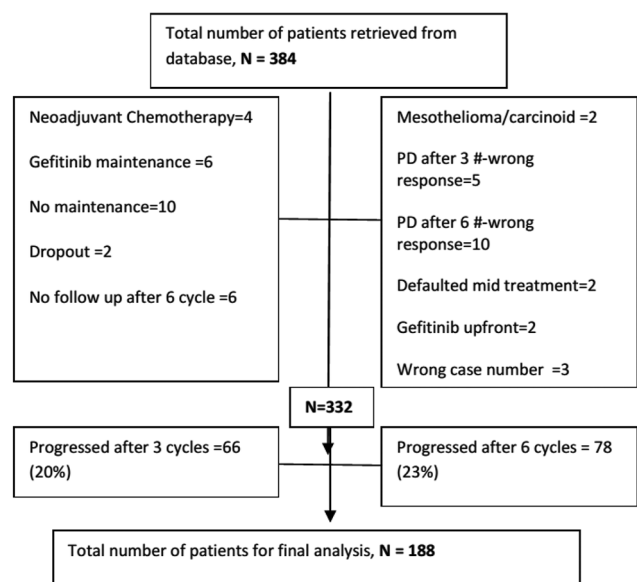 Total number of patients retrieved from
database, N = 384
Neoadjuvant Chemotherapy=4
Gefitinib maintenance =6
No maintenance=10
Dropout =2
No follow up after 6 cycle =6
Mesothelioma/carcinoid =2
PD after 3 #-wrong
response=5
PD after 6 #-wrong
response=10
Defaulted mid treatment=2
Gefitinib upfront=2
Wrong case number =3
N=332
Progressed after 3 cycles =66
(20%)
Progressed after 6 cycles = 78
(23%)
Total number of patients for final analysis, N = 188